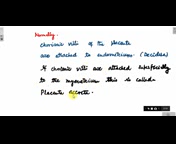 Normally.
Chorionic villi of the placenta
are attached to endometrium. (Decidua)
If chorionic villi are attached superficially
to the myometrium this is called
Placenta accreta.